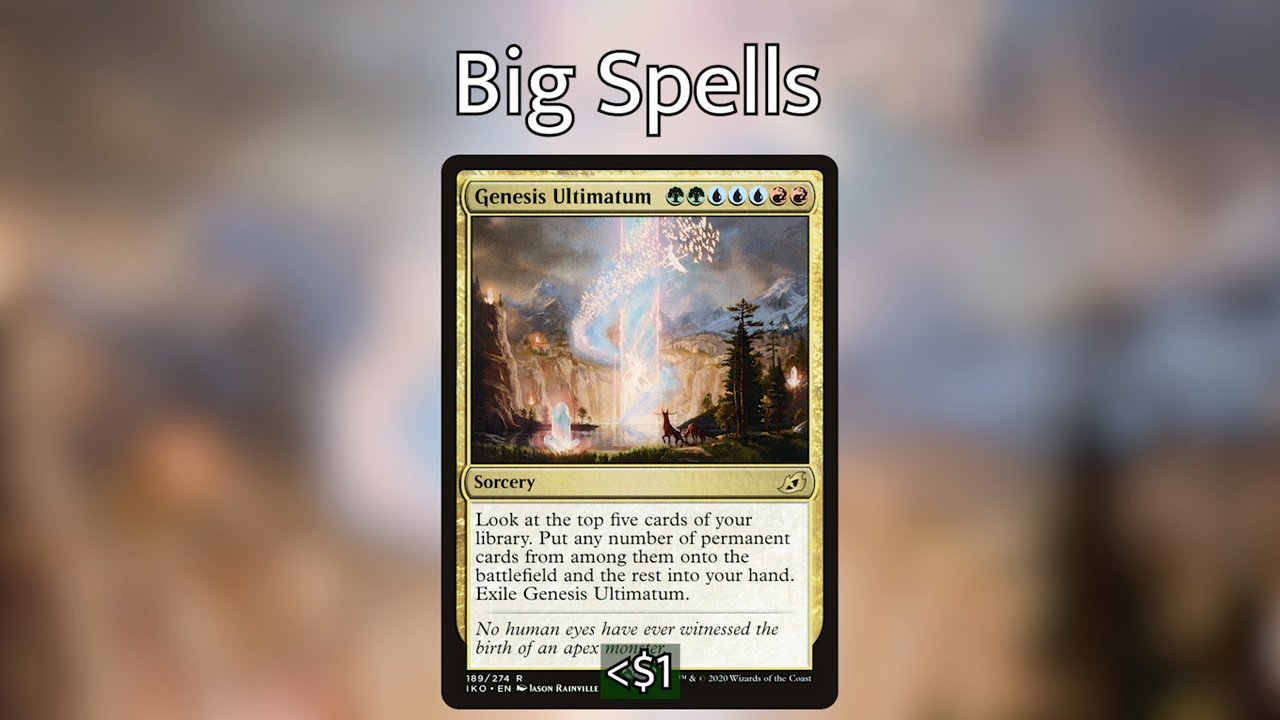 Big Spells
Genesis Ultimatum
Sorcery
Look at the top five cards of your
library. Put any number of permanent
cards from among them onto the
battlefield and the rest into your hand.
Exile Genesis Ultimatum.
No human eyes have ever witnessed the
birth of an apex monster.
<$1
189/274 R
IKO • EN Jason Rainville
™ & © 2020 Wizards of the Coast